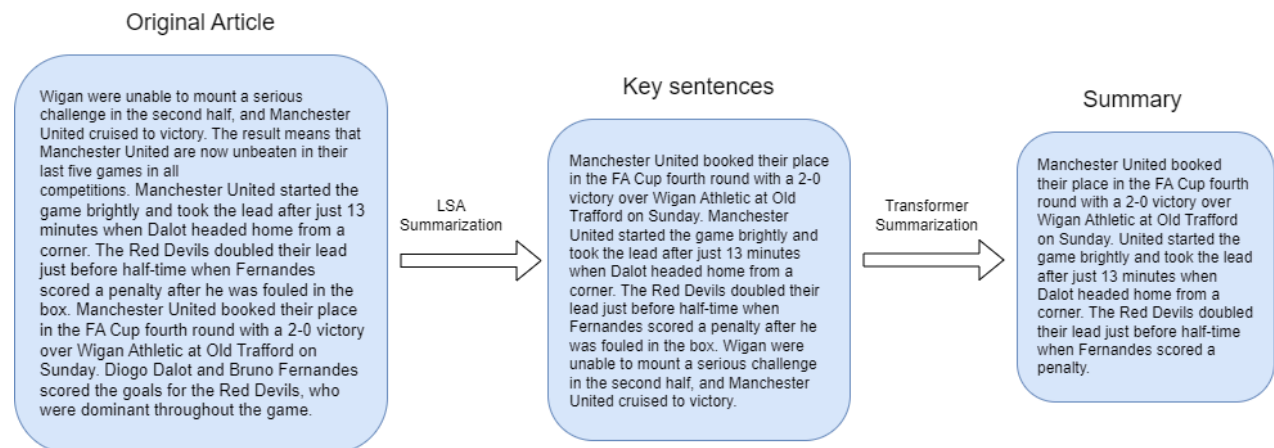 Original Article
Wigan were unable to mount a serious
challenge in the second half, and Manchester
United cruised to victory. The result means that
Manchester United are now unbeaten in their
last five games in all
competitions. Manchester United started the
game brightly and took the lead after just 13
minutes when Dalot headed home from a
corner. The Red Devils doubled their lead
just before half-time when Fernandes
scored a penalty after he was fouled in the
box. Manchester United booked their place
in the FA Cup fourth round with a 2-0 victory
over Wigan Athletic at Old Trafford on
Sunday. Diogo Dalot and Bruno Fernandes
scored the goals for the Red Devils, who
were dominant throughout the game.
LSA
Summarization
Key sentences
Manchester United booked their place
in the FA Cup fourth round with a 2-0
victory over Wigan Athletic at Old
Trafford on Sunday. Manchester
United started the game brightly and
took the lead after just 13 minutes
when Dalot headed home from a
corner. The Red Devils doubled their
lead just before half-time when
Fernandes scored a penalty after he
was fouled in the box. Wigan were
unable to mount a serious challenge
in the second half, and Manchester
United cruised to victory.
Transformer
Summarization
Summary
Manchester United booked
their place in the FA Cup fourth
round with a 2-0 victory over
Wigan Athletic at Old Trafford
on Sunday. United started the
game brightly and took the lead
after just 13 minutes when
Dalot headed home from a
corner. The Red Devils doubled
their lead just before half-time
when Fernandes scored a
penalty.